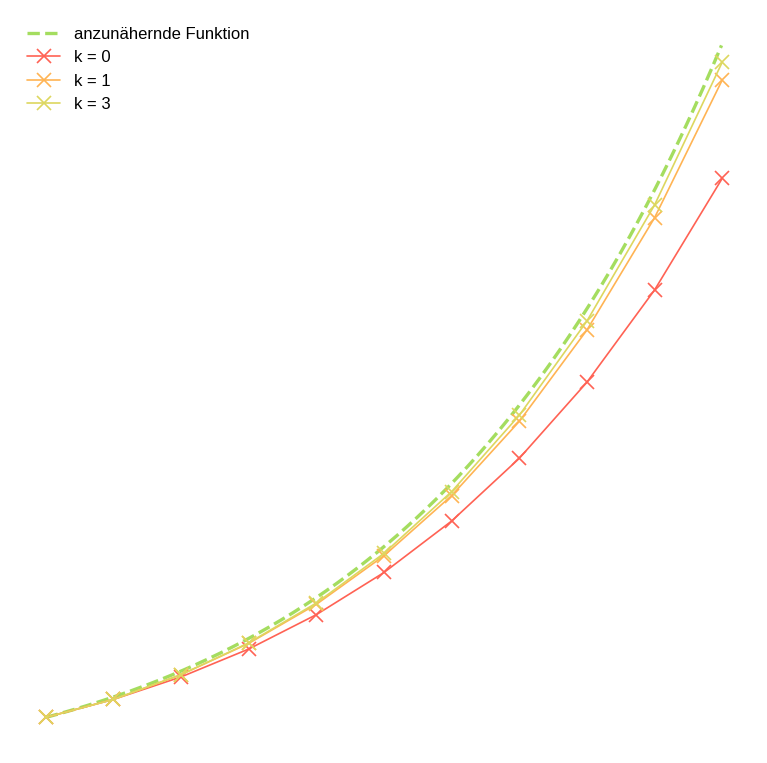 anzunähernde Funktion
k = 0
k = 1
k = 3